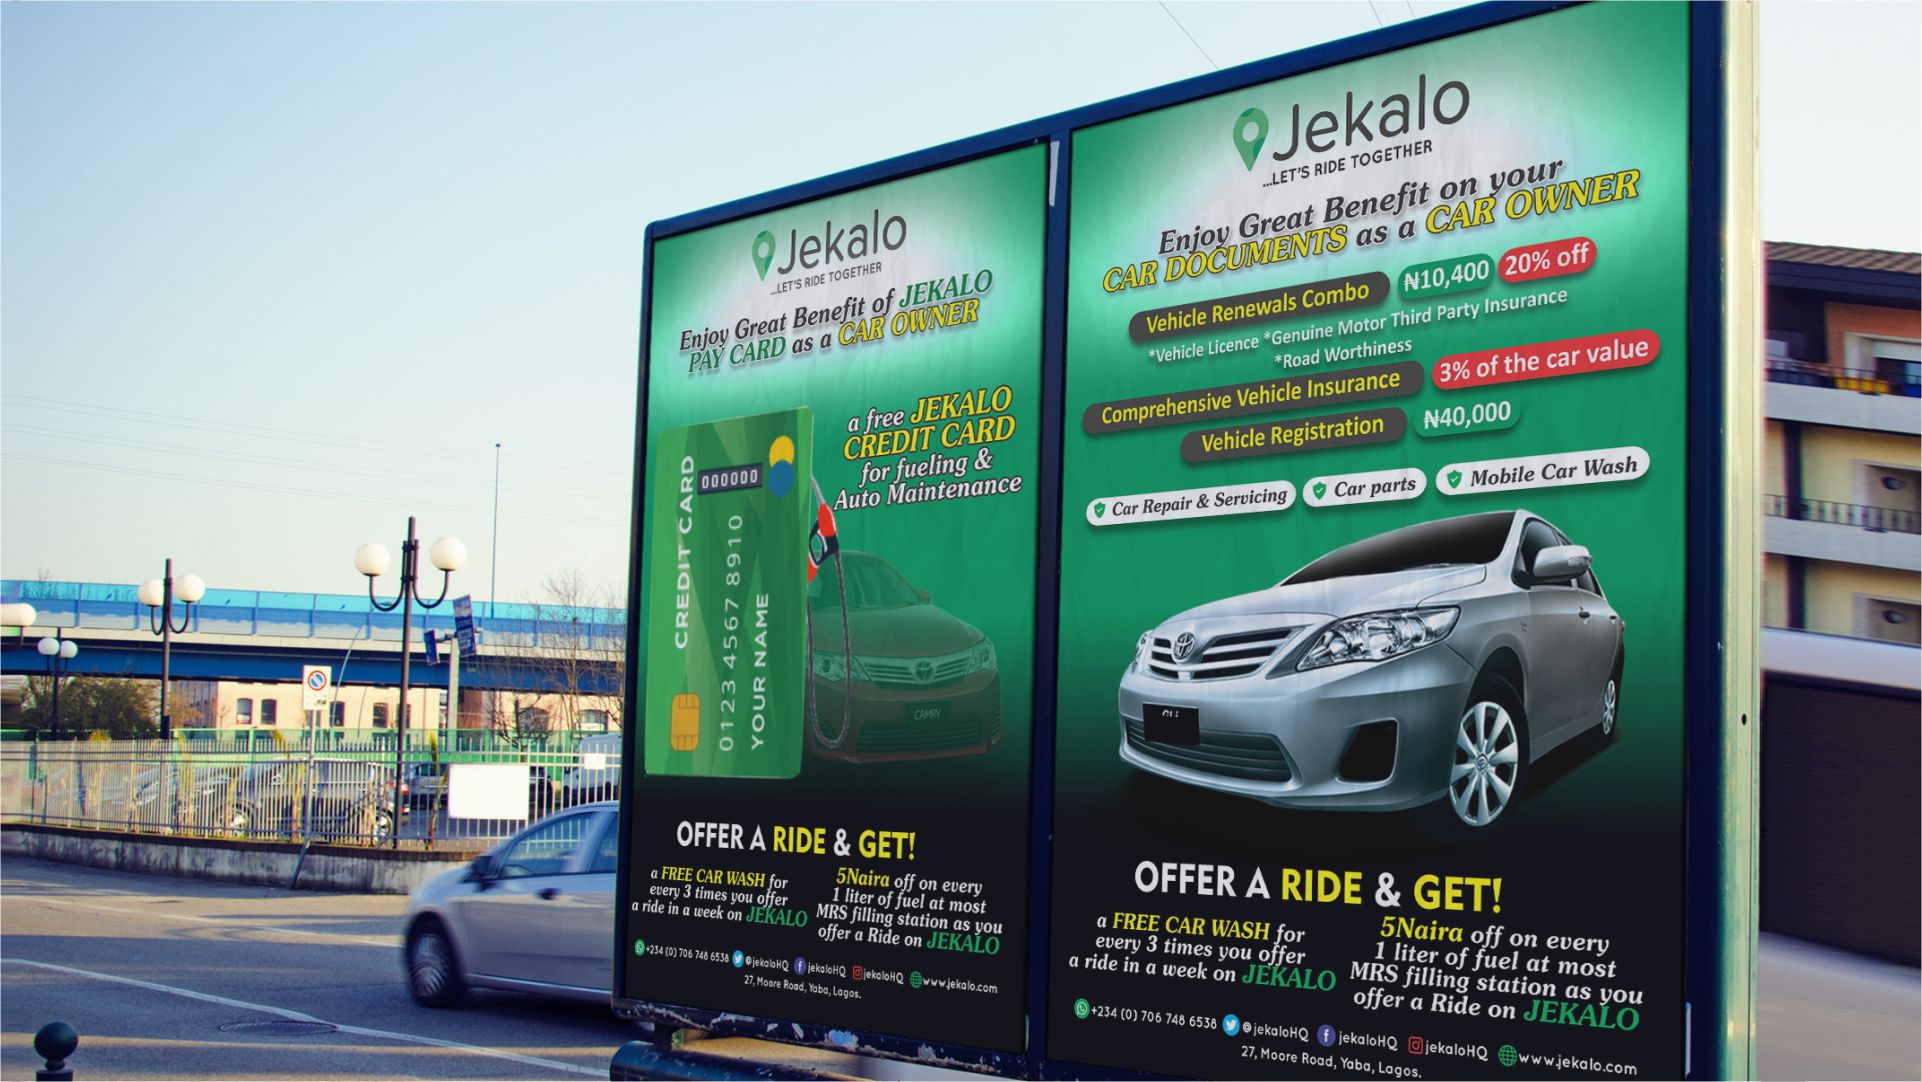 Jekalo
...LET'S RIDE TOGETHER
Enjoy Great Benefit of JEKALO
PAY CARD as a CAR OWNER
a free JEKALO
CREDIT CARD
for fueling &
Auto Maintenance
CREDIT CARD
000000
0123 4567 8910
YOUR NAME
CAMRY
OFFER A RIDE & GET!
a FREE CAR WASH for
every 3 times you offer
a ride in a week on JEKALO
5Naira off on every
1 liter of fuel at most
MRS filling station as you
offer a Ride on JEKALO
+234 (0) 706 748 6538 @jekaloHQ jekaloHQ jekaloHQ www.jekalo.com
27, Moore Road, Yaba, Lagos.
Jekalo
...LET'S RIDE TOGETHER
Enjoy Great Benefit on your
CAR DOCUMENTS as a CAR OWNER
Vehicle Renewals Combo ₦10,400 20% off
*Vehicle Licence *Genuine Motor Third Party Insurance
*Road Worthiness
Comprehensive Vehicle Insurance 3% of the car value
Vehicle Registration ₦40,000
Car Repair & Servicing Car parts Mobile Car Wash
OFFER A RIDE & GET!
a FREE CAR WASH for
every 3 times you offer
a ride in a week on JEKALO
5Naira off on every
1 liter of fuel at most
MRS filling station as you
offer a Ride on JEKALO
+234 (0) 706 748 6538 @jekaloHQ jekaloHQ jekaloHQ www.jekalo.com
27, Moore Road, Yaba, Lagos.